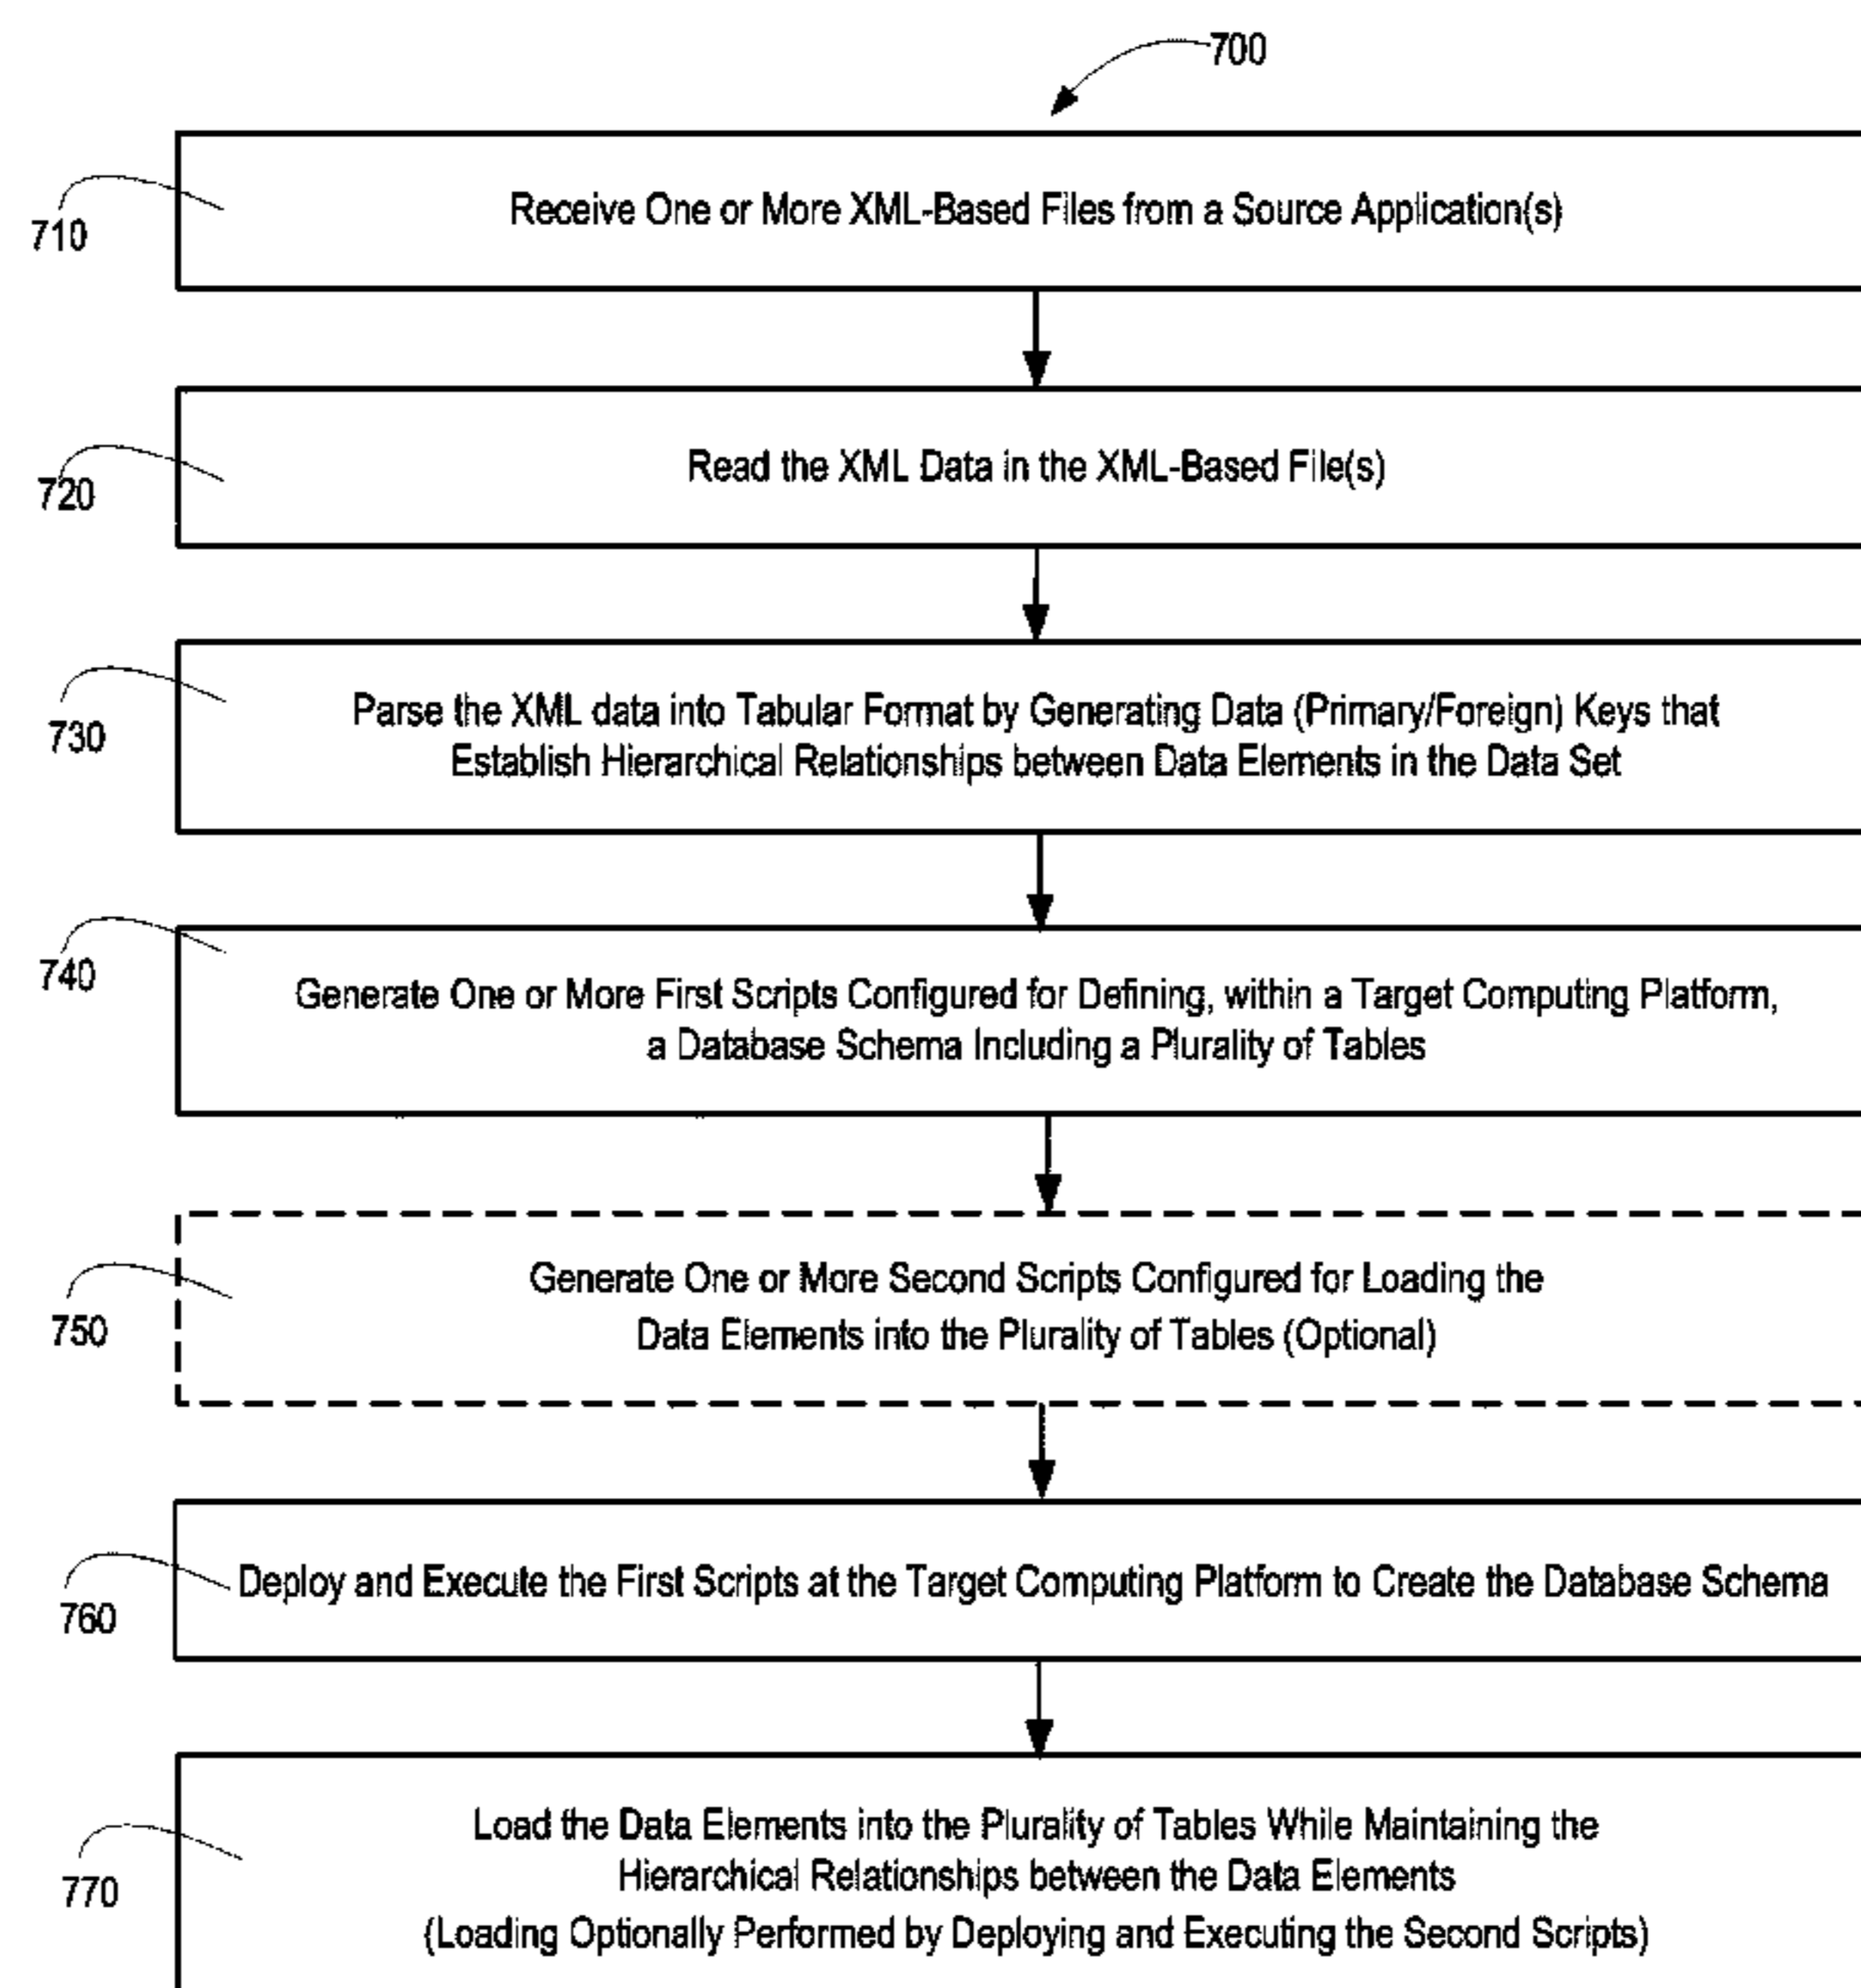 700
710
Receive One or More XML-Based Files from a Source Application(s)
720
Read the XML Data in the XML-Based File(s)
730
Parse the XML data into Tabular Format by Generating Data (Primary/Foreign) Keys that
Establish Hierarchical Relationships between Data Elements in the Data Set
740
Generate One or More First Scripts Configured for Defining, within a Target Computing Platform,
a Database Schema Including a Plurality of Tables
750
Generate One or More Second Scripts Configured for Loading the
Data Elements into the Plurality of Tables (Optional)
760
Deploy and Execute the First Scripts at the Target Computing Platform to Create the Database Schema
770
Load the Data Elements into the Plurality of Tables While Maintaining the
Hierarchical Relationships between the Data Elements
(Loading Optionally Performed by Deploying and Executing the Second Scripts)